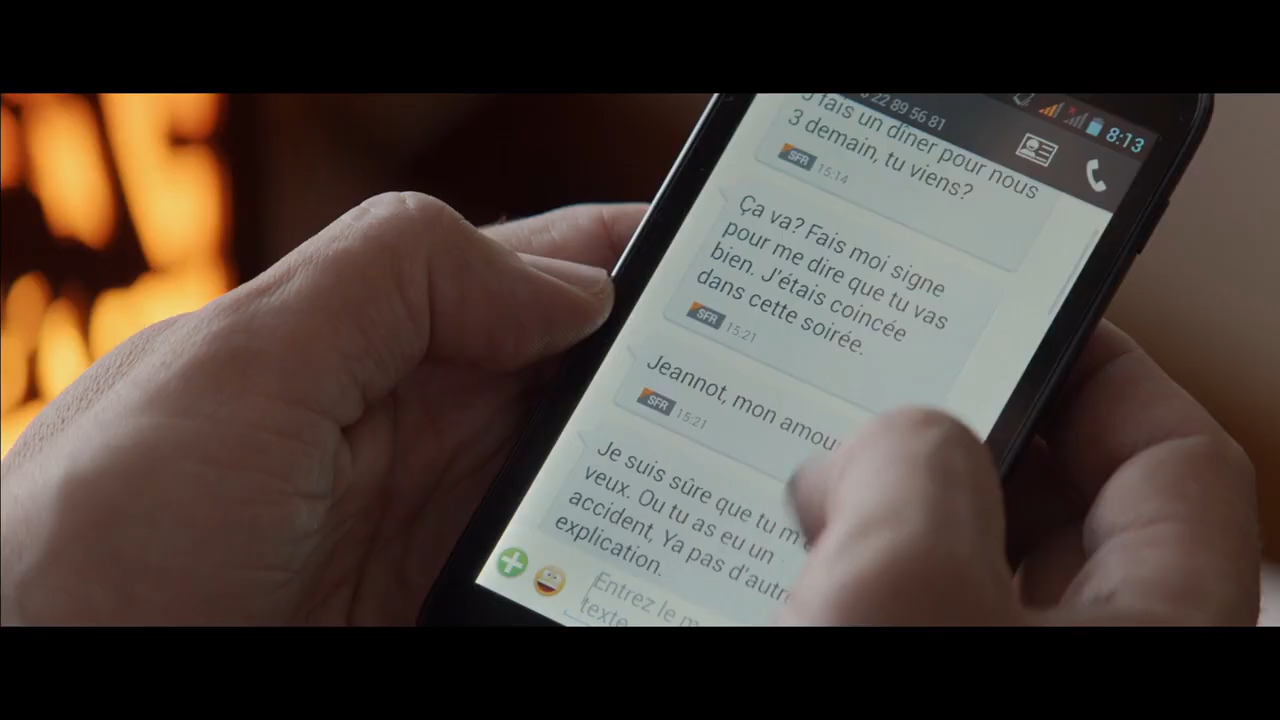 22 89 56 81
8:13
J'fais un dîner pour nous
3 demain, tu viens?
SFR 15:14
Ça va? Fais moi signe
pour me dire que tu vas
bien. J'étais coincée
dans cette soirée.
SFR 15:21
Jeannot, mon amou
SFR 15:21
Je suis sûre que tu m'
veux. Ou tu as eu un
accident, Ya pas d'autre
explication.
Entrez le m
texte